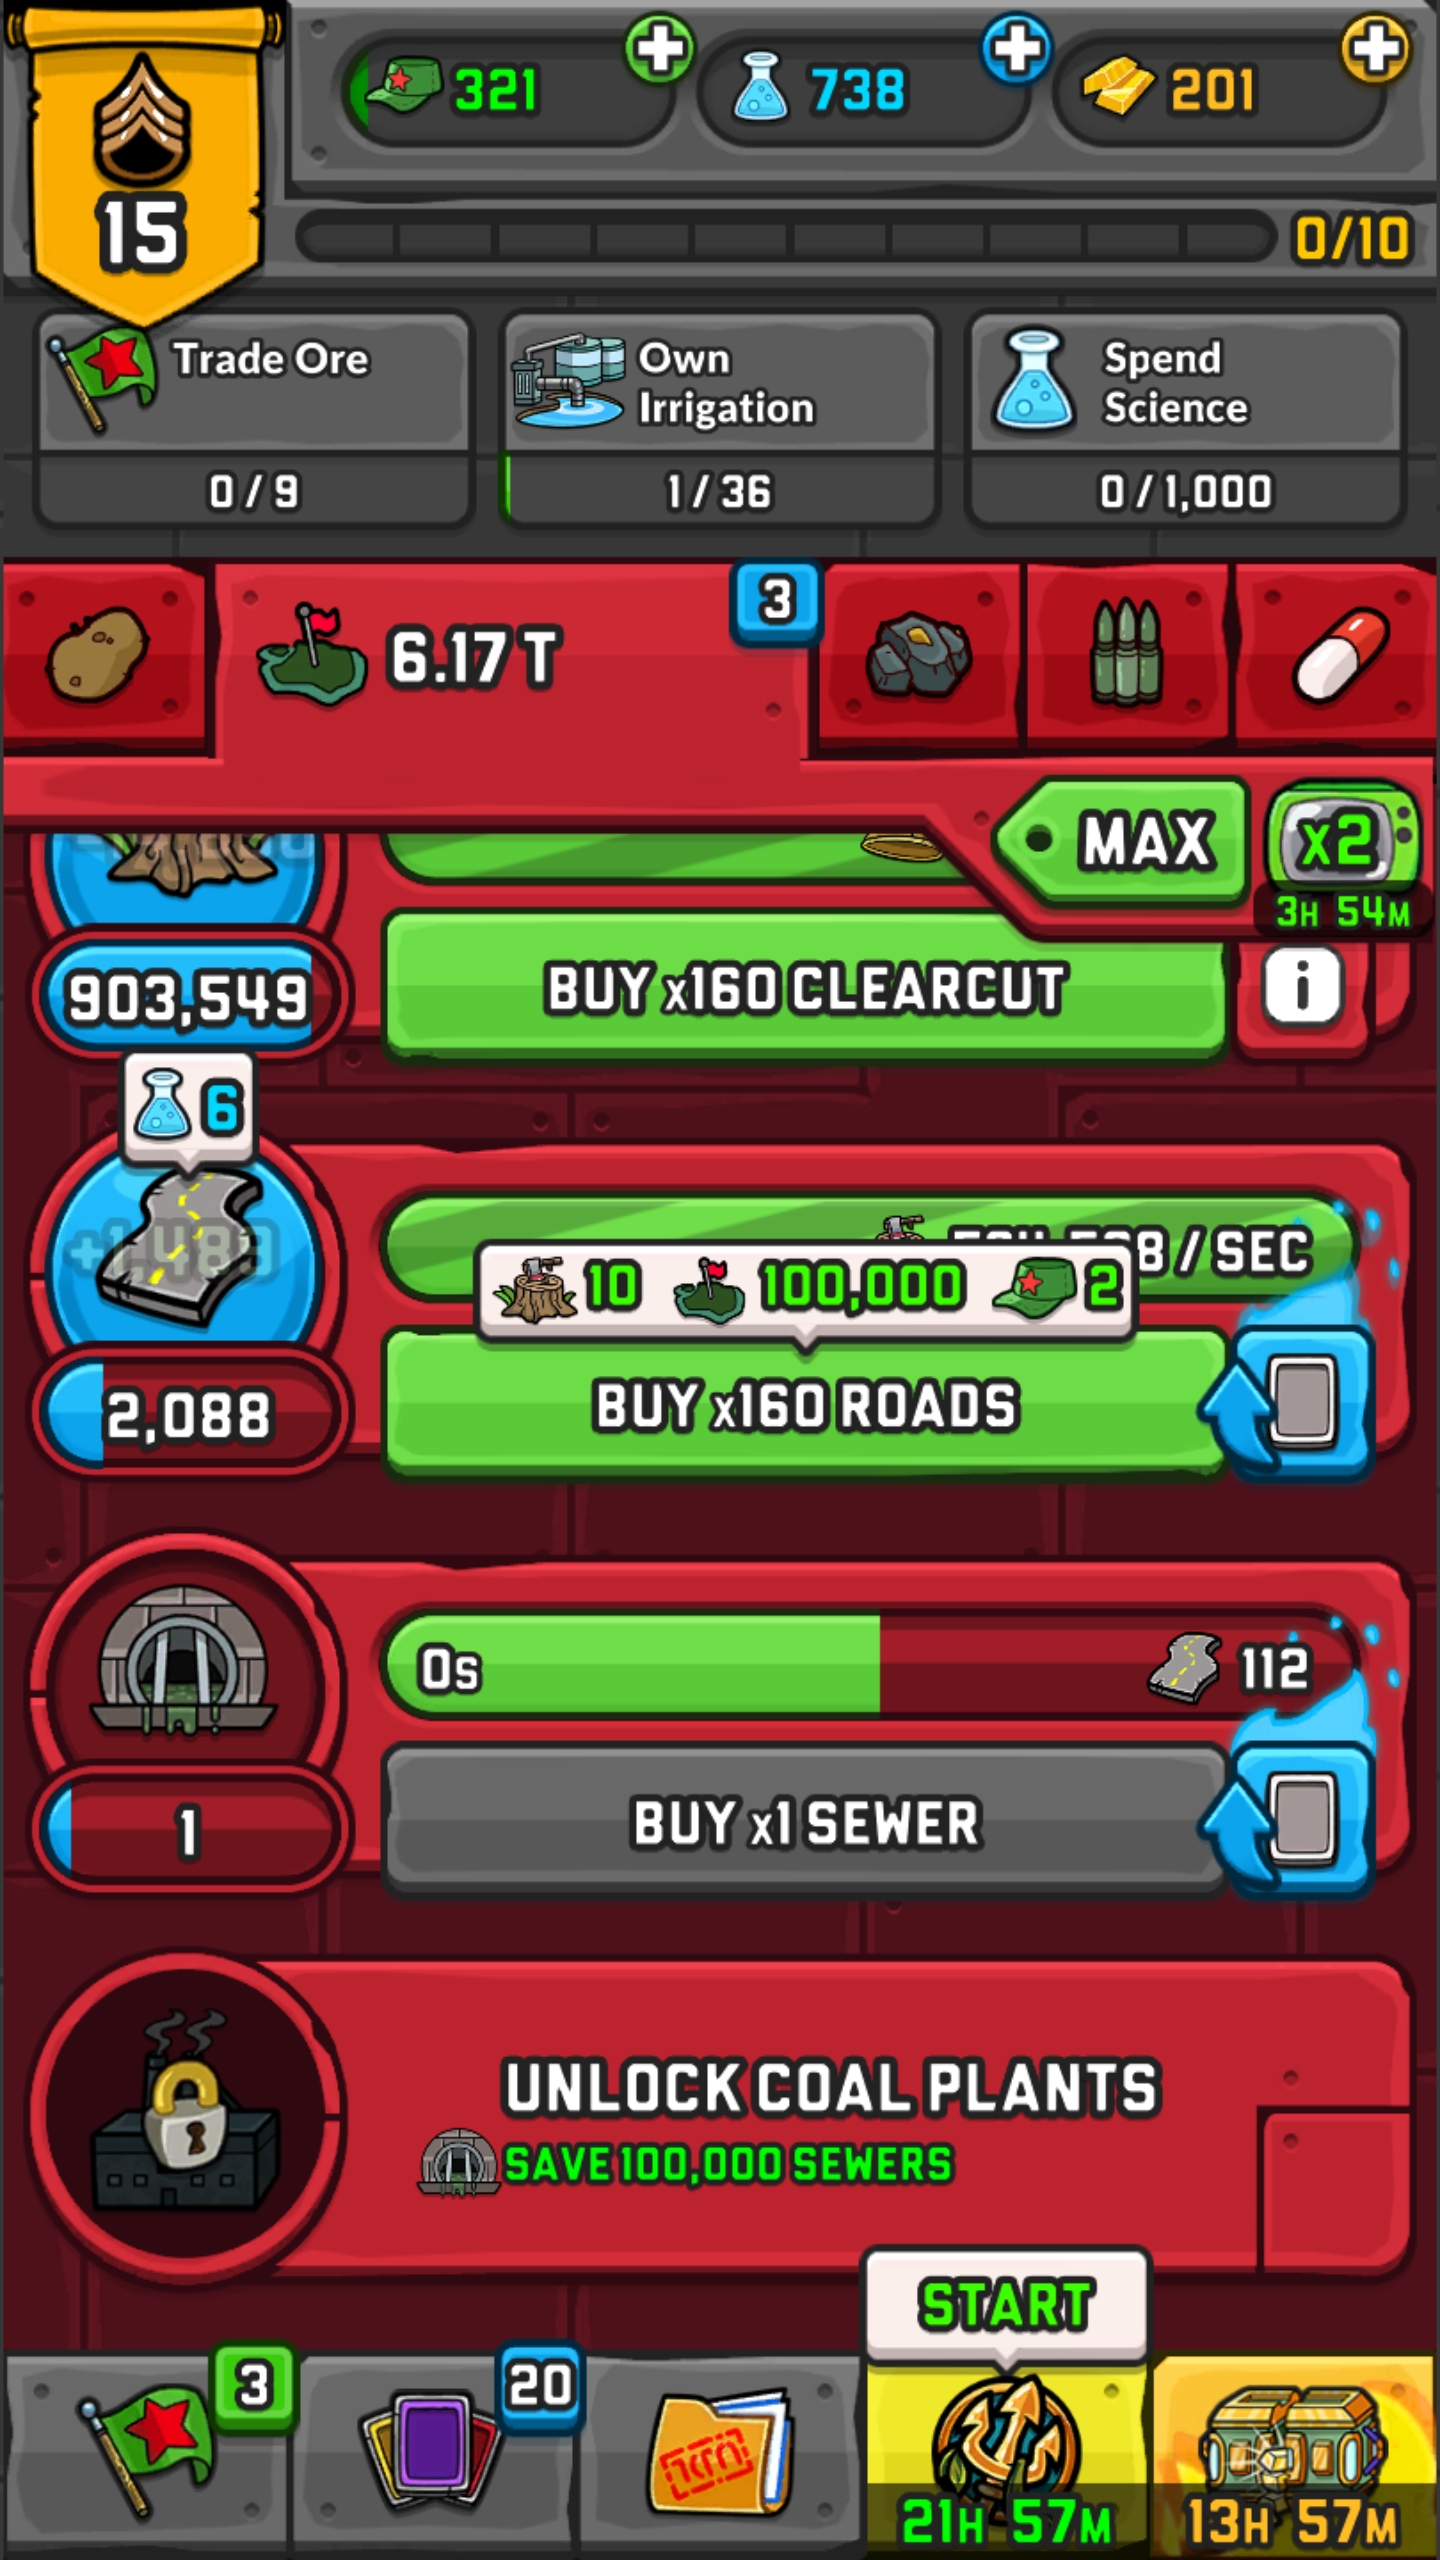 321
738
201
15
0/10
Trade Ore
Own
Irrigation
Spend
Science
0 / 9
1 / 36
0 / 1,000
6.17 T
3
MAX
x2
3H 54M
903,549
BUY x160 CLEARCUT
i
6
/ SEC
10
100,000
2
2,088
BUY x160 ROADS
0s
112
1
BUY x1 SEWER
UNLOCK COAL PLANTS
SAVE 100,000 SEWERS
START
3
20
21H 57M
13H 57M